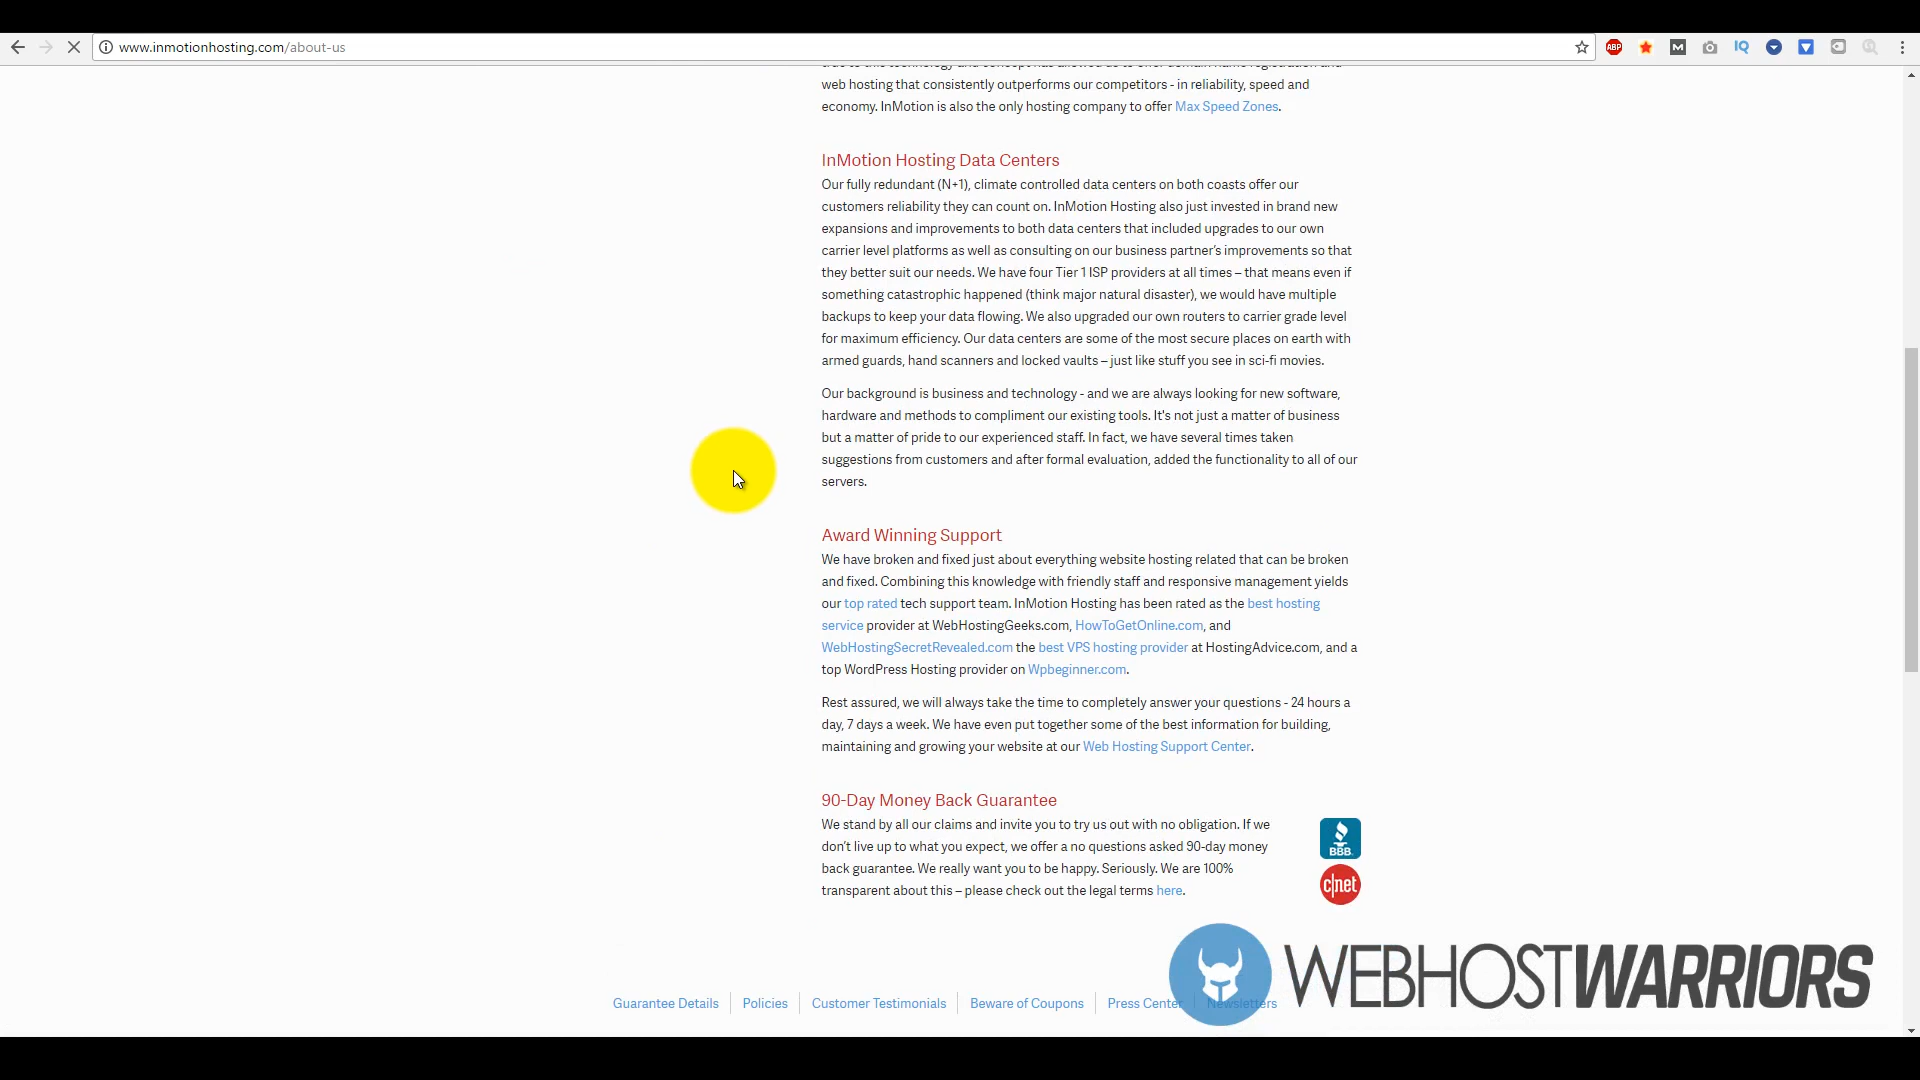 www.inmotionhosting.com/about-us
ABP
M
IQ
web hosting that consistently outperforms our competitors - in reliability, speed and
economy. InMotion is also the only hosting company to offer Max Speed Zones.
InMotion Hosting Data Centers
Our fully redundant (N+1), climate controlled data centers on both coasts offer our
customers reliability they can count on. InMotion Hosting also just invested in brand new
expansions and improvements to both data centers that included upgrades to our own
carrier level platforms as well as consulting on our business partner's improvements so that
they better suit our needs. We have four Tier 1 ISP providers at all times – that means even if
something catastrophic happened (think major natural disaster), we would have multiple
backups to keep your data flowing. We also upgraded our own routers to carrier grade level
for maximum efficiency. Our data centers are some of the most secure places on earth with
armed guards, hand scanners and locked vaults – just like stuff you see in sci-fi movies.
Our background is business and technology - and we are always looking for new software,
hardware and methods to compliment our existing tools. It's not just a matter of business
but a matter of pride to our experienced staff. In fact, we have several times taken
suggestions from customers and after formal evaluation, added the functionality to all of our
servers.
Award Winning Support
We have broken and fixed just about everything website hosting related that can be broken
and fixed. Combining this knowledge with friendly staff and responsive management yields
our top rated tech support team. InMotion Hosting has been rated as the best hosting
service provider at WebHostingGeeks.com, HowToGetOnline.com, and
WebHostingSecretRevealed.com the best VPS hosting provider at HostingAdvice.com, and a
top WordPress Hosting provider on Wpbeginner.com.
Rest assured, we will always take the time to completely answer your questions - 24 hours a
day, 7 days a week. We have even put together some of the best information for building,
maintaining and growing your website at our Web Hosting Support Center.
90-Day Money Back Guarantee
We stand by all our claims and invite you to try us out with no obligation. If we
don't live up to what you expect, we offer a no questions asked 90-day money
back guarantee. We really want you to be happy. Seriously. We are 100%
transparent about this – please check out the legal terms here.
BBB
c|net
Guarantee Details
Policies
Customer Testimonials
Beware of Coupons
Press Center
Newsletters
WEBHOSTWARRIORS